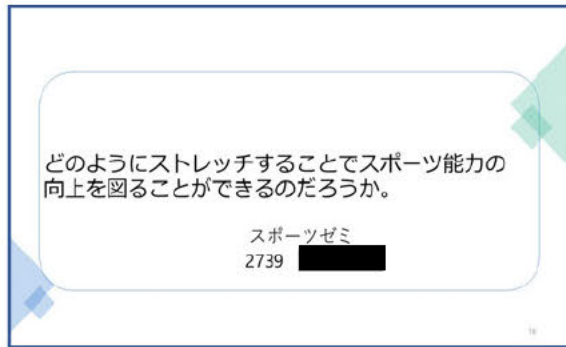 どのようにストレッチすることでスポーツ能力の
向上を図ることができるのだろうか。
スポーツゼミ
2739